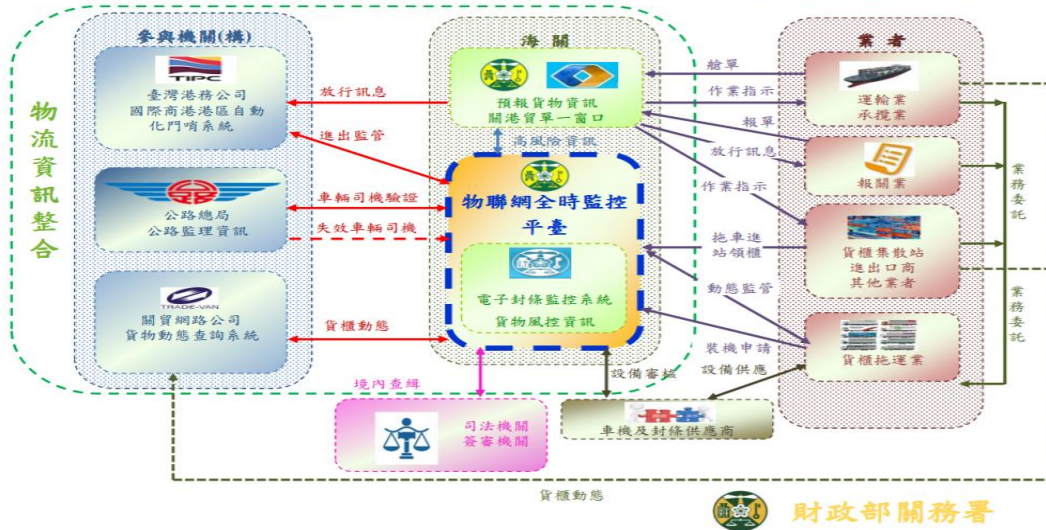 參與機關(構)
海關
業者
物流資訊整合
TIPC
臺灣港務公司
國際商港港區自動
化門哨系統
公路總局
公路監理資訊
TRADE-VAN
關貿網路公司
貨物動態查詢系統
放行訊息
進出監管
車輛司機驗證
失效車輛司機
貨櫃動態
預報貨物資訊
關港貿單一窗口
高風險資訊
物聯網全時監控
平臺
電子封條監控系統
貨物風控資訊
艙單
作業指示
報單
放行訊息
作業指示
拖車進
站領櫃
動態監管
裝機申請
設備供應
設備審核
境內查緝
運輸業
承攬業
報關業
貨櫃集散站
進出口商
其他業者
貨櫃拖運業
業務委託
業務委託
司法機關
簽審機關
車機及封條供應商
貨櫃動態
財政部關務署